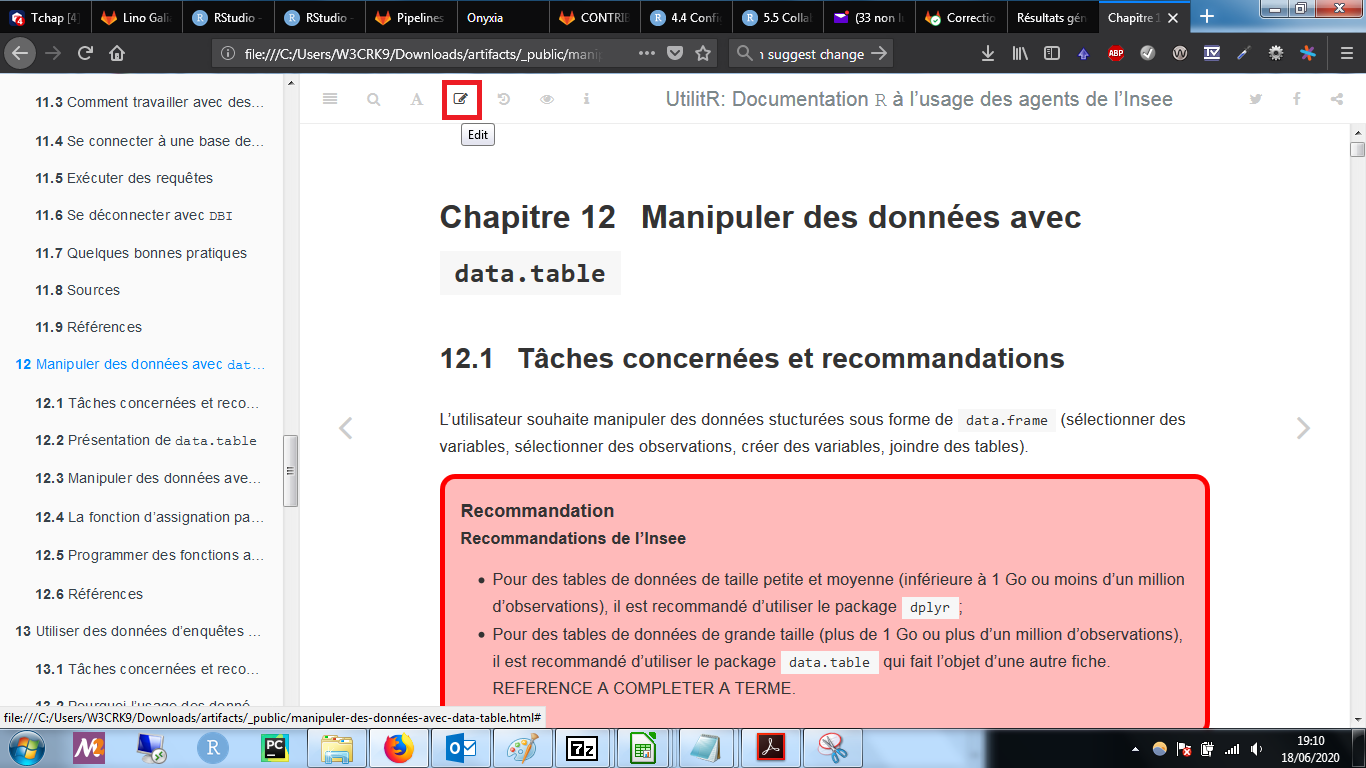 Tchap [4]
Lino Gali
RStudio -
RStudio -
Pipelines
Onyxia
CONTRIB
4.4 Confi
5.5 Collal
(33 non lu
Correctio
Résultats gén
Chapitre 1
file:///C:/Users/W3CRK9/Downloads/artifacts/_public/manip
suggest change
ABP
Edit
UtilitR: Documentation R à l’usage des agents de l’Insee
11.3 Comment travailler avec des…
11.4 Se connecter à une base de…
11.5 Exécuter des requêtes
11.6 Se déconnecter avec DBI
11.7 Quelques bonnes pratiques
11.8 Sources
11.9 Références
12 Manipuler des données avec dat…
12.1 Tâches concernées et reco…
12.2 Présentation de data.table
12.3 Manipuler des données ave…
12.4 La fonction d’assignation pa…
12.5 Programmer des fonctions a…
12.6 Références
13 Utiliser des données d’enquêtes …
13.1 Tâches concernées et reco…
13.2 Pourquoi l’usage des donné…
Chapitre 12 Manipuler des données avec
data.table
12.1 Tâches concernées et recommandations
L’utilisateur souhaite manipuler des données stucturées sous forme de data.frame (sélectionner des
variables, sélectionner des observations, créer des variables, joindre des tables).
Recommandation
Recommandations de l’Insee
• Pour des tables de données de taille petite et moyenne (inférieure à 1 Go ou moins d’un million
d’observations), il est recommandé d’utiliser le package dplyr;
• Pour des tables de données de grande taille (plus de 1 Go ou plus d’un million d’observations),
il est recommandé d’utiliser le package data.table qui fait l’objet d’une autre fiche.
REFERENCE A COMPLETER A TERME.
file:///C:/Users/W3CRK9/Downloads/artifacts/_public/manipuler-des-données-avec-data-table.html#
19:10
18/06/2020